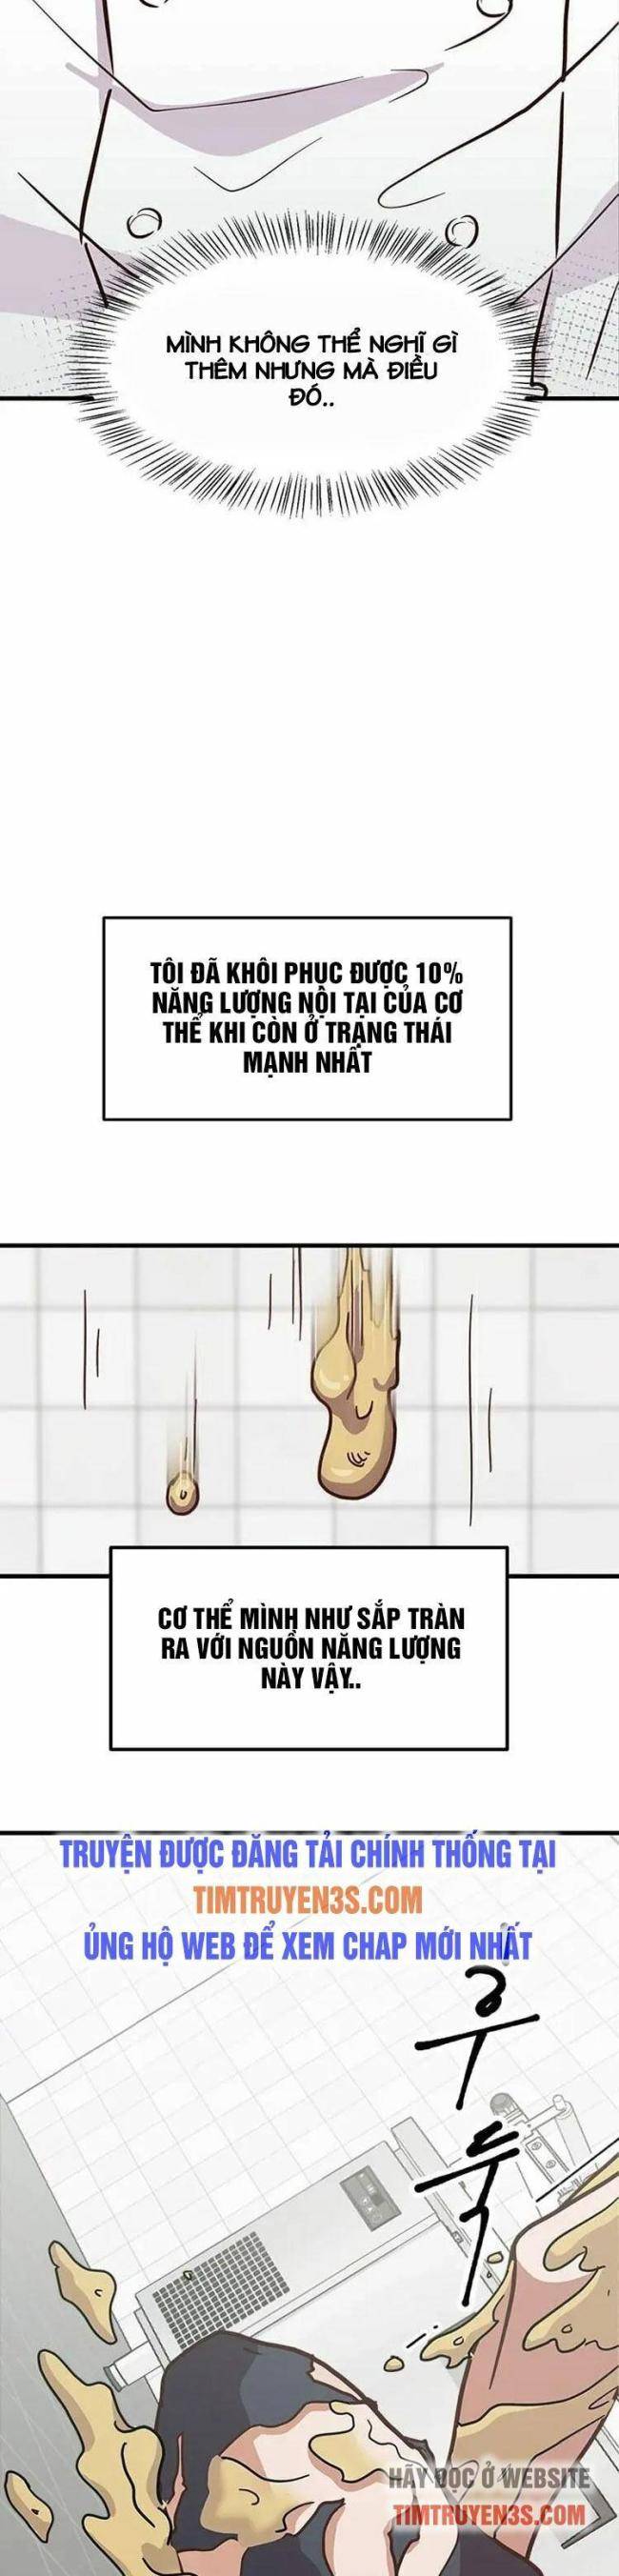 MÌNH KHÔNG THỂ NGHĨ GÌ
THÊM NHƯNG MÀ ĐIỀU
ĐÓ..
TÔI ĐÃ KHÔI PHỤC ĐƯỢC 10%
NĂNG LƯỢNG NỘI TẠI CỦA CƠ
THỂ KHI CÒN Ở TRẠNG THÁI
MẠNH NHẤT
CƠ THỂ MÌNH NHƯ SẮP TRÀN
RA VỚI NGUỒN NĂNG LƯỢNG
NÀY VẬY..
TRUYỆN ĐƯỢC ĐĂNG TẢI CHÍNH THỐNG TẠI
TIMTRUYEN3S.COM
ỦNG HỘ WEB ĐỂ XEM CHAP MỚI NHẤT
후
둑
HÃY ĐỌC Ở WEBSITE
TIMTRUYEN3S.COM